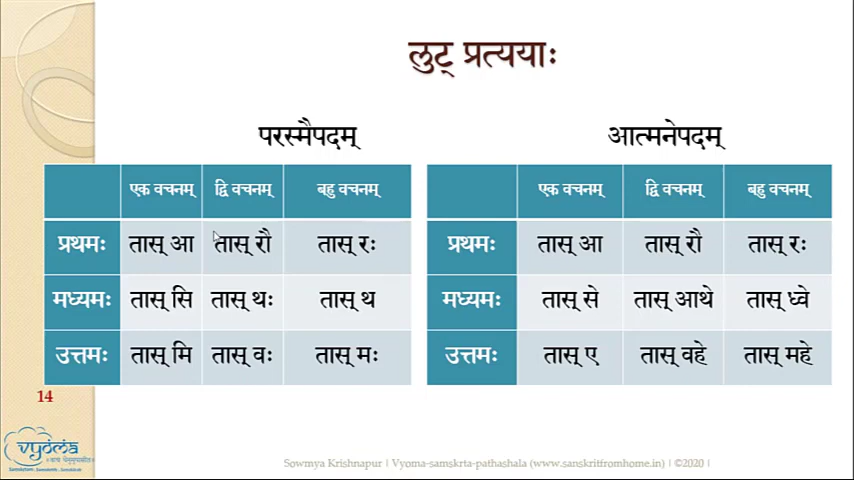 लुट् प्रत्ययाः
परस्मैपदम्
एक वचनम् द्वि वचनम् बहु वचनम्
प्रथमः तास् आ तास् रौ तास् रः
मध्यमः तास् सि तास् थः तास् थ
उत्तमः तास् मि तास् वः तास् मः
आत्मनेपदम्
एक वचनम् द्वि वचनम् बहु वचनम्
प्रथमः तास् आ तास् रौ तास् रः
मध्यमः तास् से तास् आथे तास् ध्वे
उत्तमः तास् ए तास् वहे तास् महे
14
vyoma
Sowmya Krishnapur | Vyoma-samskrta-pathashala (www.sanskritfromhome.in) | ©2020 |